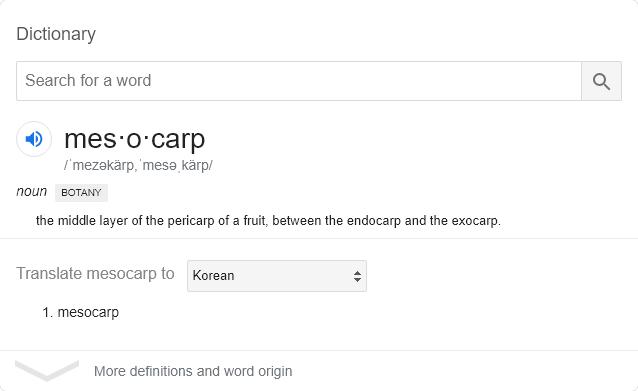 Dictionary
Search for a word
mes·o·carp
/ˈmezəkärp,ˈmesəˌkärp/
noun BOTANY
the middle layer of the pericarp of a fruit, between the endocarp and the exocarp.
Translate mesocarp to Korean
1. mesocarp
More definitions and word origin